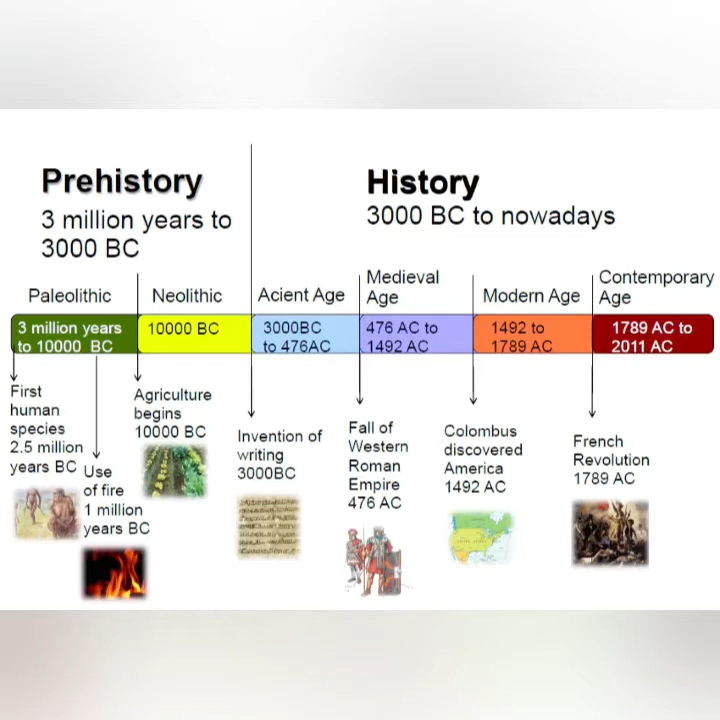 Prehistory
3 million years to
3000 BC
History
3000 BC to nowadays
Paleolithic
Neolithic
Acient Age
Medieval
Age
Modern Age
Contemporary
Age
3 million years
to 10000 BC
10000 BC
3000BC
to 476AC
476 AC to
1492 AC
1492 to
1789 AC
1789 AC to
2011 AC
First
human
species
2.5 million
years BC
Use
of fire
1 million
years BC
Agriculture
begins
10000 BC
Invention of
writing
3000BC
Fall of
Western
Roman
Empire
476 AC
Colombus
discovered
America
1492 AC
French
Revolution
1789 AC